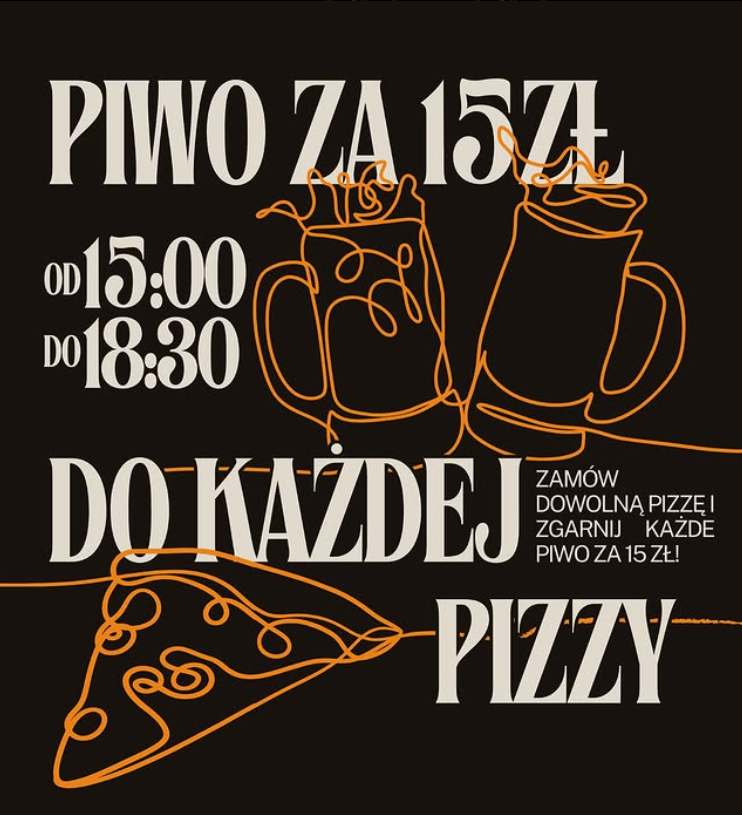 PIWO ZA 15ZŁ
OD 15:00
DO 18:30
DO KAŻDEJ
ZAMÓW
DOWOLNĄ PIZZĘ I
ZGARNIJ KAŻDE
PIWO ZA 15 ZŁ!
PIZZY